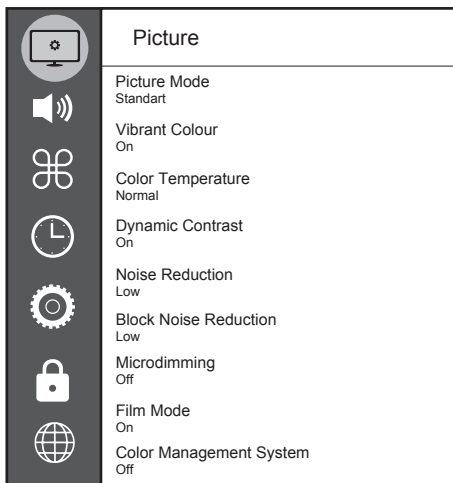 Picture
Picture Mode
Standart
Vibrant Colour
On
Color Temperature
Normal
Dynamic Contrast
On
Noise Reduction
Low
Block Noise Reduction
Low
Microdimming
Off
Film Mode
On
Color Management System
Off